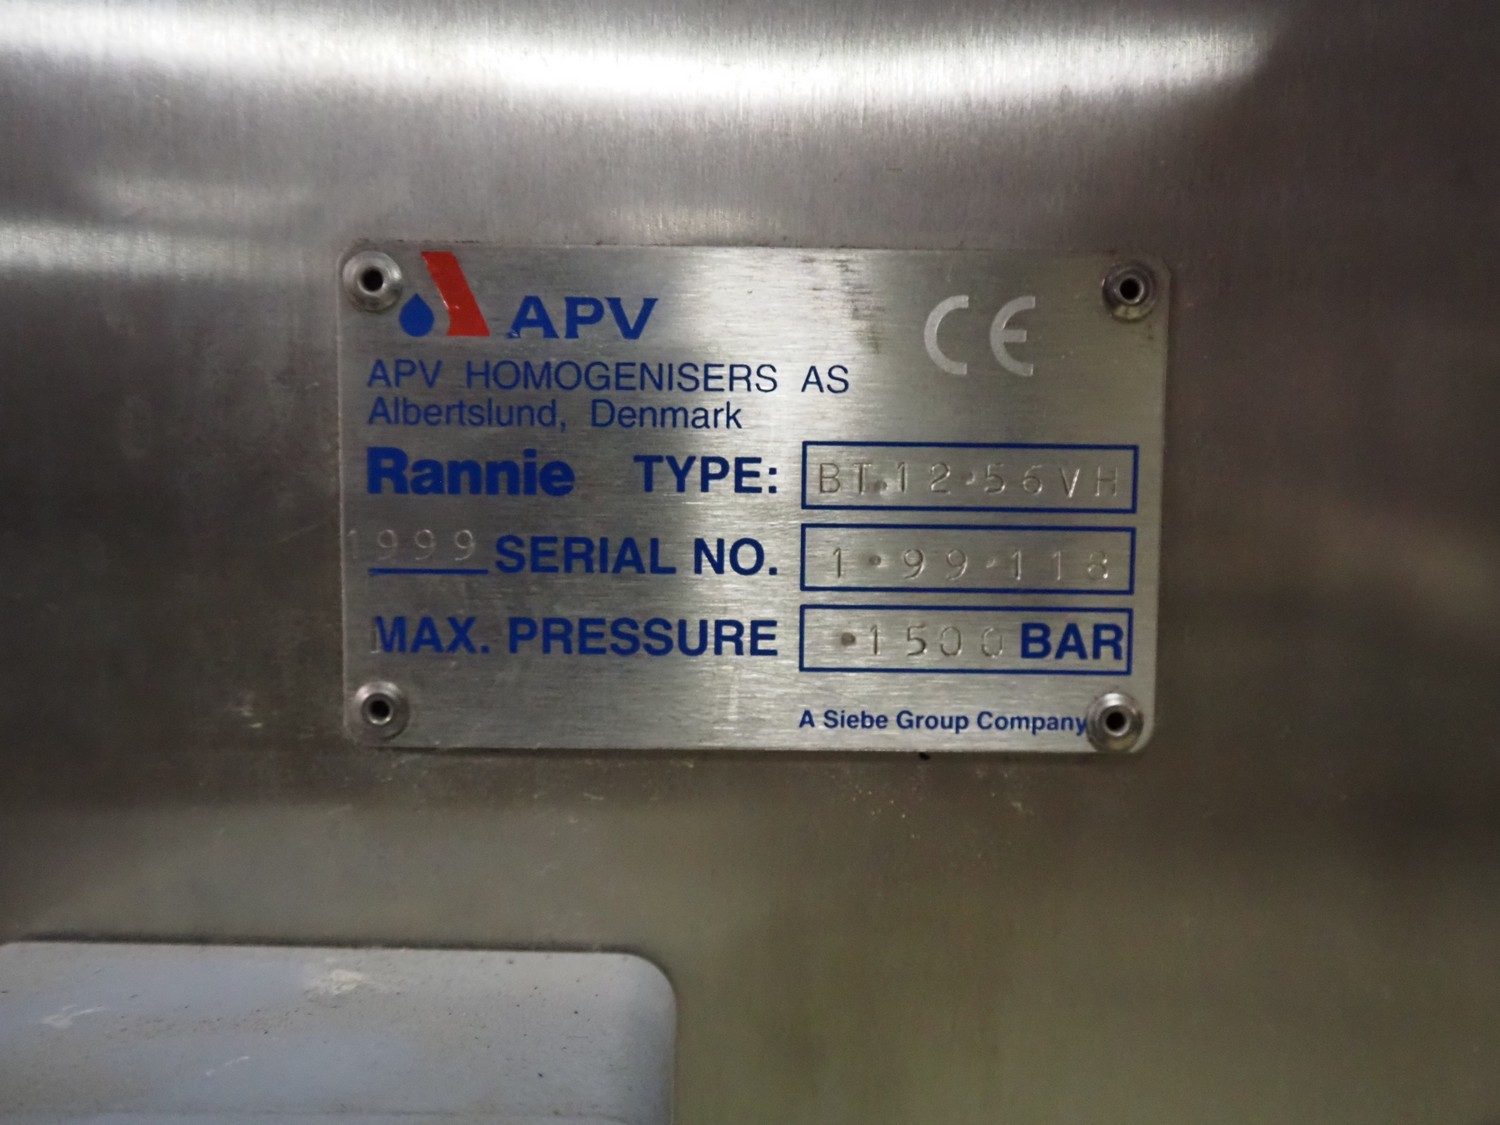 APV CE
APV HOMOGENISERS AS
Albertslund, Denmark
Rannie TYPE: BT.12.56VH
1999 SERIAL NO. 1.99.118
MAX. PRESSURE .1500 BAR
A Siebe Group Company